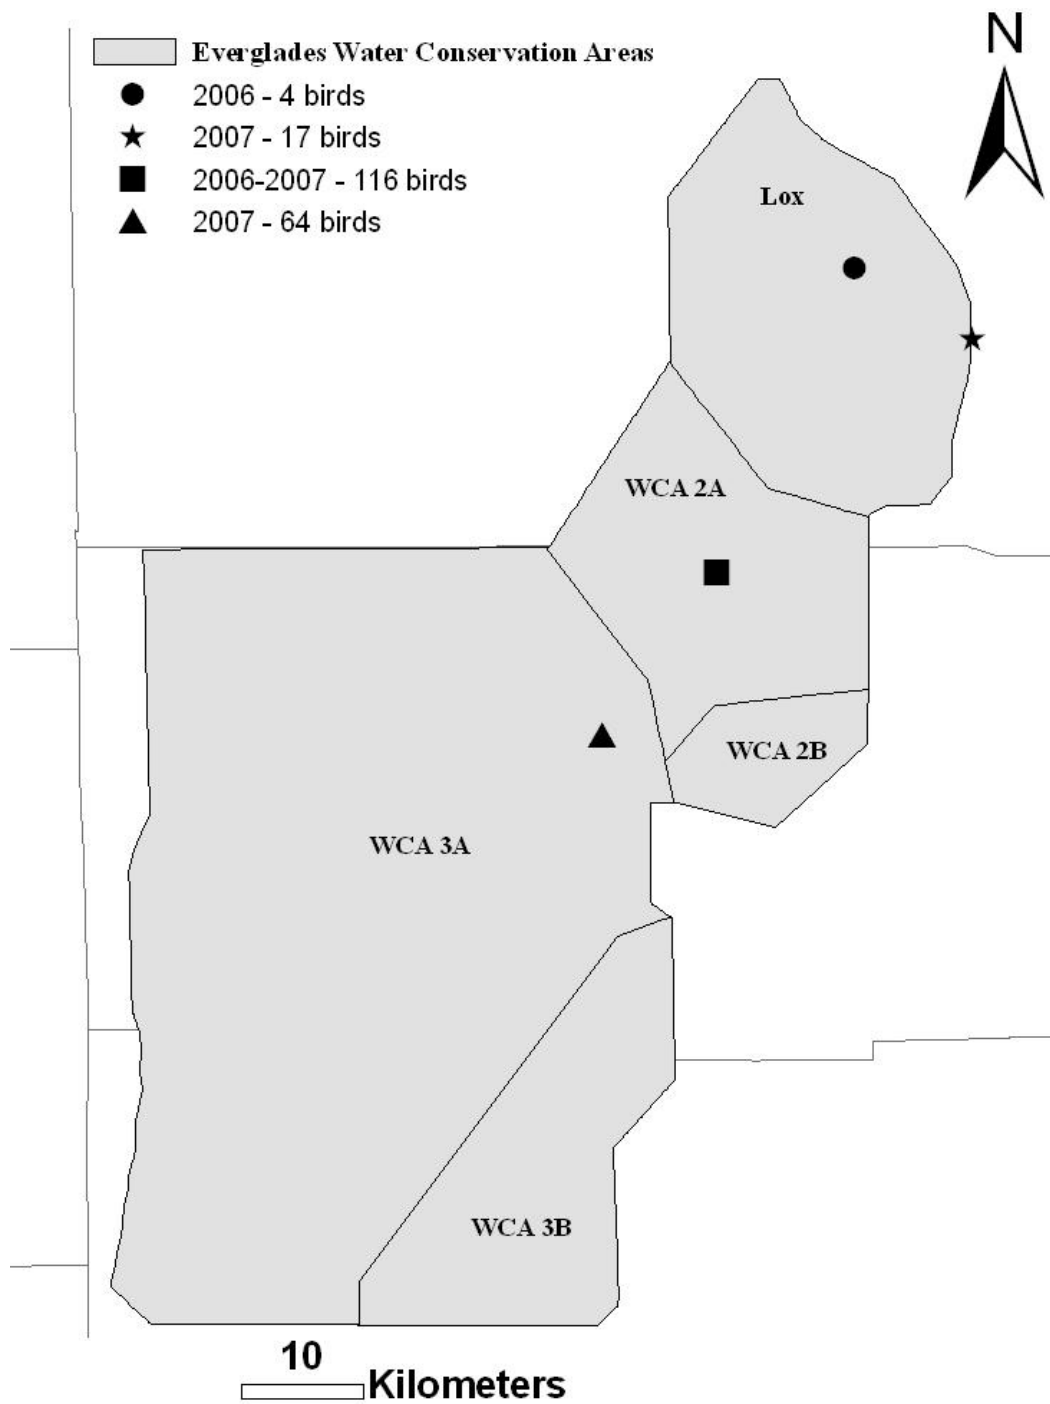 N
Everglades Water Conservation Areas
2006 - 4 birds
2007 - 17 birds
2006-2007 - 116 birds
2007 - 64 birds
Lox
WCA 2A
WCA 2B
WCA 3A
WCA 3B
10
Kilometers